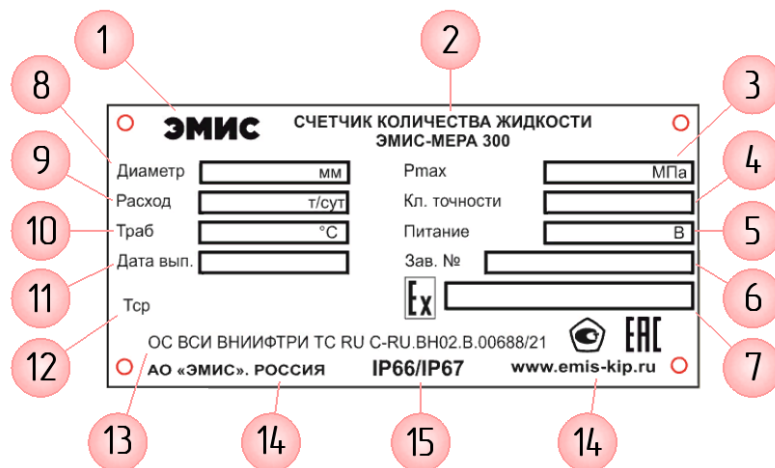 1
2
3
4
5
6
7
8
9
10
11
12
13
14
15
14
ЭМИС
СЧЕТЧИК КОЛИЧЕСТВА ЖИДКОСТИ
ЭМИС-МЕРА 300
Диаметр мм
Pmax МПа
Расход т/сут
Кл. точности
Траб °С
Питание В
Дата вып.
Зав. №
Тср
Ex
ОС ВСИ ВНИИФТРИ ТС RU C-RU.ВН02.В.00688/21
ЕАС
АО «ЭМИС». РОССИЯ
IP66/IP67
www.emis-kip.ru